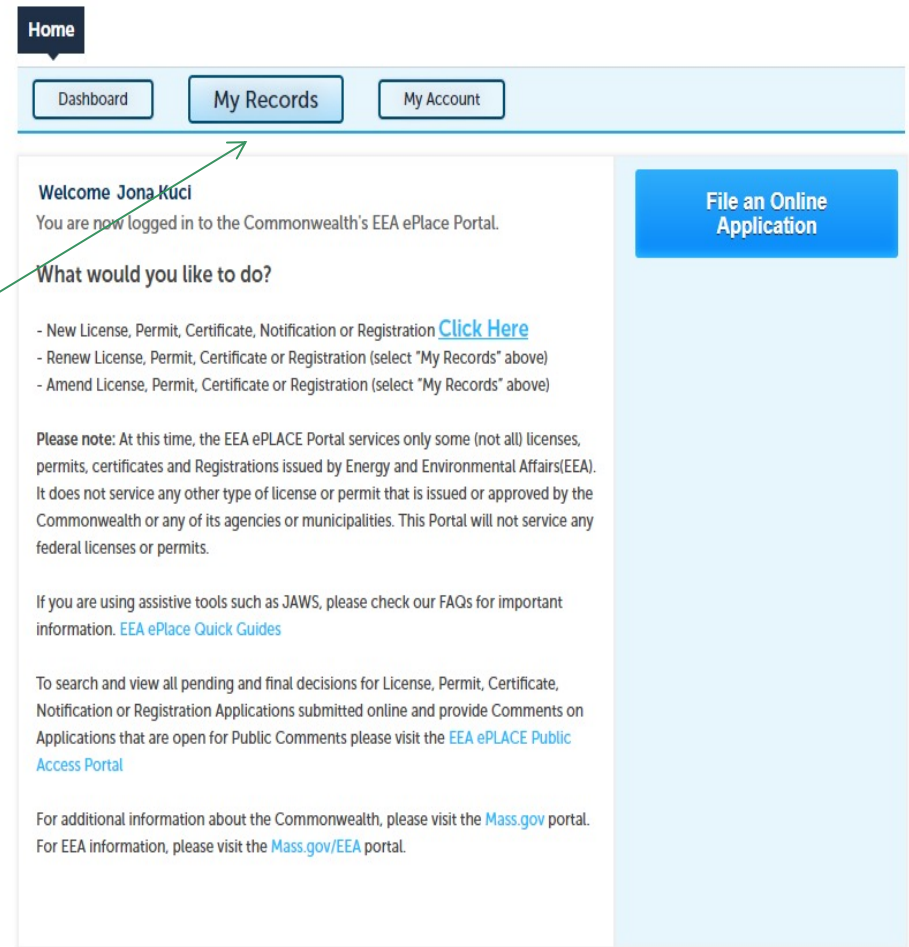 Home
Dashboard My Records My Account
Welcome Jona Kuci
You are now logged in to the Commonwealth's EEA ePlace Portal.
What would you like to do?
- New License, Permit, Certificate, Notification or Registration Click Here
- Renew License, Permit, Certificate or Registration (select "My Records" above)
- Amend License, Permit, Certificate or Registration (select "My Records" above)
Please note: At this time, the EEA ePLACE Portal services only some (not all) licenses,
permits, certificates and Registrations issued by Energy and Environmental Affairs(EEA).
It does not service any other type of license or permit that is issued or approved by the
Commonwealth or any of its agencies or municipalities. This Portal will not service any
federal licenses or permits.
If you are using assistive tools such as JAWS, please check our FAQs for important
information. EEA ePlace Quick Guides
To search and view all pending and final decisions for License, Permit, Certificate,
Notification or Registration Applications submitted online and provide Comments on
Applications that are open for Public Comments please visit the EEA ePLACE Public
Access Portal
For additional information about the Commonwealth, please visit the Mass.gov portal.
For EEA information, please visit the Mass.gov/EEA portal.
File an Online
Application